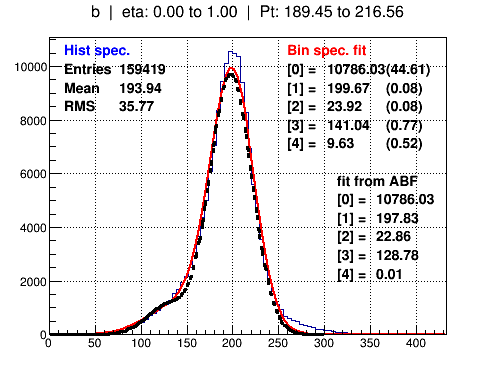 b | eta: 0.00 to 1.00 | Pt: 189.45 to 216.56
Hist spec.
Entries 159419
Mean 193.94
RMS 35.77
Bin spec. fit
[0] = 10786.03(44.61)
[1] = 199.67 (0.08)
[2] = 23.92 (0.08)
[3] = 141.04 (0.77)
[4] = 9.63 (0.52)
fit from ABF
[0] = 10786.03
[1] = 197.83
[2] = 22.86
[3] = 128.78
[4] = 0.01
10000
8000
6000
4000
2000
0
0 50 100 150 200 250 300 350 400